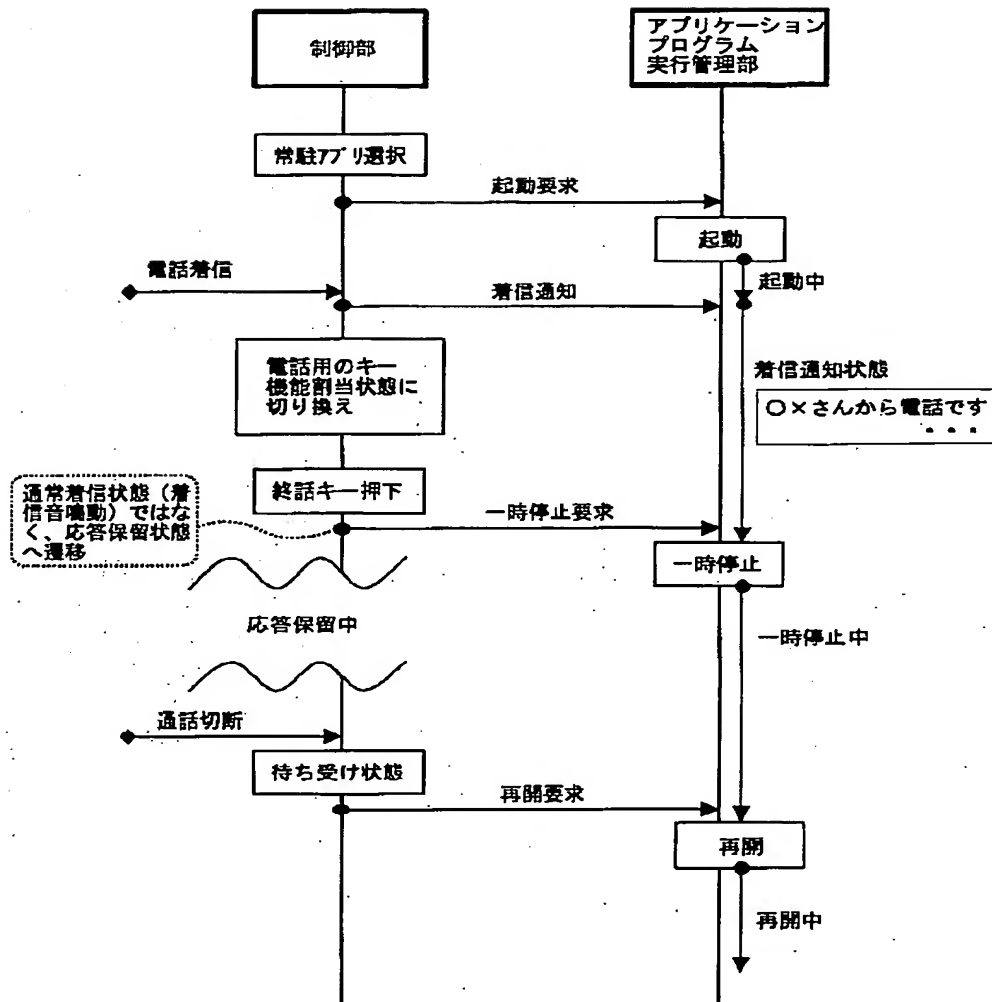 制御部
アプリケーション
プログラム
実行管理部
常駐アプリ選択
起動要求
起動
電話着信
起動中
着信通知
電話用のキー
機能割当状態に
切り換え
着信通知状態
〇×さんから電話です
・・・
終話キー押下
通常着信状態（着
信音鳴動）ではな
く、応答保留状態
へ遷移
一時停止要求
一時停止
応答保留中
一時停止中
通話切断
待ち受け状態
再開要求
再開
再開中